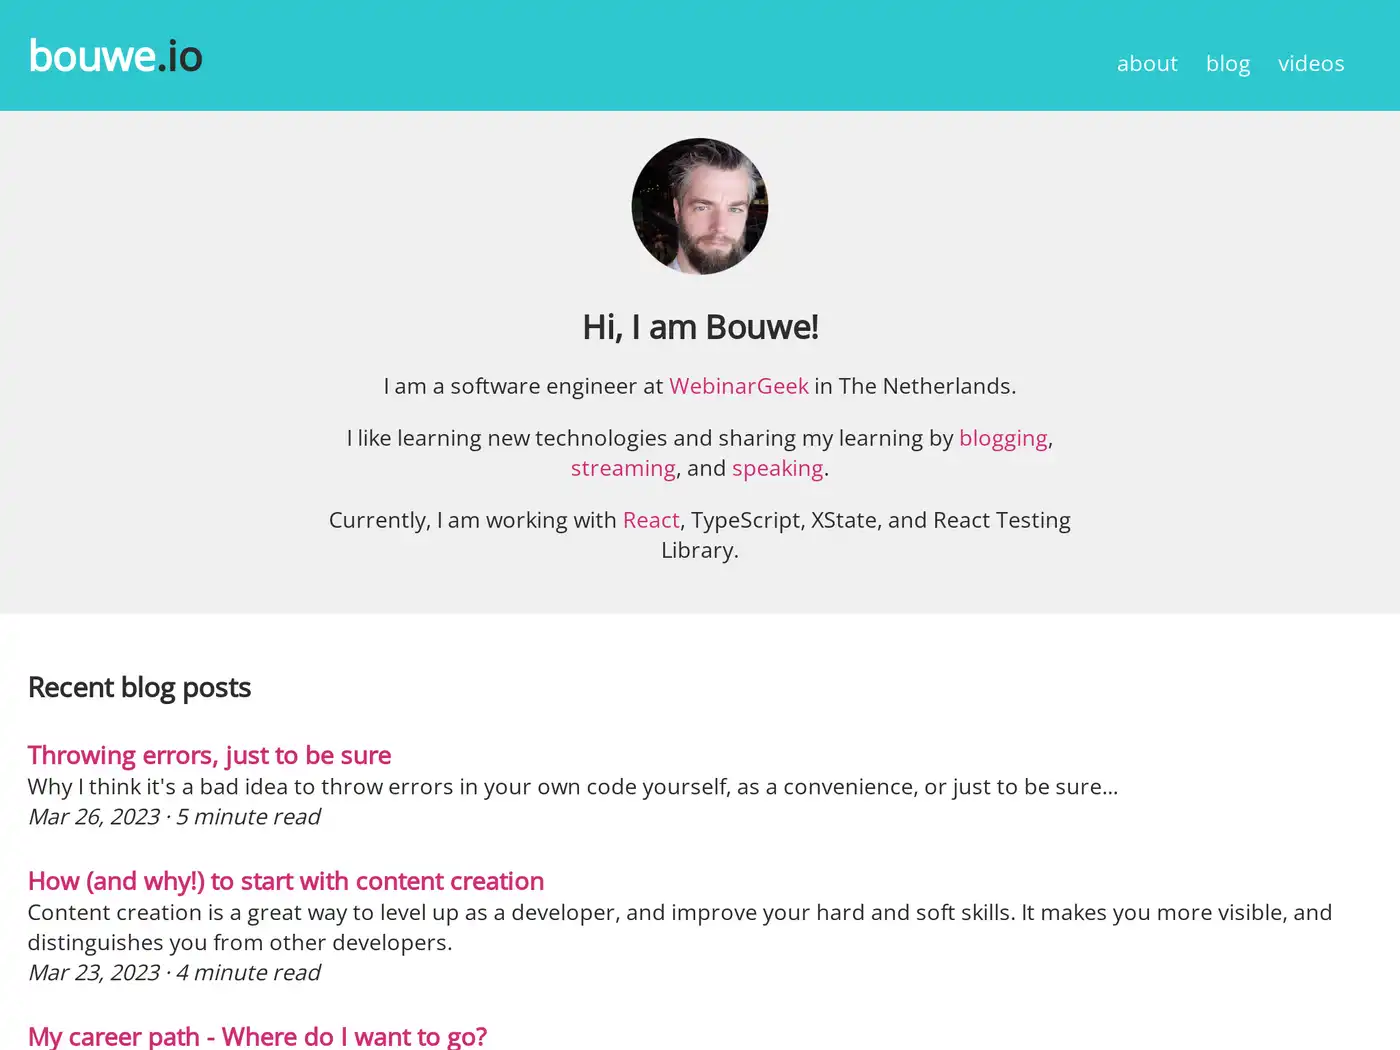 bouwe.io
about blog videos
Hi, I am Bouwe!
I am a software engineer at WebinarGeek in The Netherlands.
I like learning new technologies and sharing my learning by blogging,
streaming, and speaking.
Currently, I am working with React, TypeScript, XState, and React Testing
Library.
Recent blog posts
Throwing errors, just to be sure
Why I think it's a bad idea to throw errors in your own code yourself, as a convenience, or just to be sure...
Mar 26, 2023 · 5 minute read
How (and why!) to start with content creation
Content creation is a great way to level up as a developer, and improve your hard and soft skills. It makes you more visible, and
distinguishes you from other developers.
Mar 23, 2023 · 4 minute read
My career path - Where do I want to go?